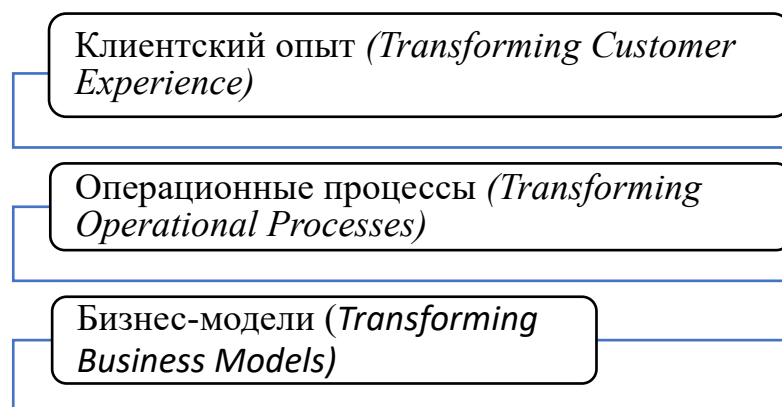 Клиентский опыт (Transforming Customer
Experience)
Операционные процессы (Transforming
Operational Processes)
Бизнес-модели (Transforming
Business Models)